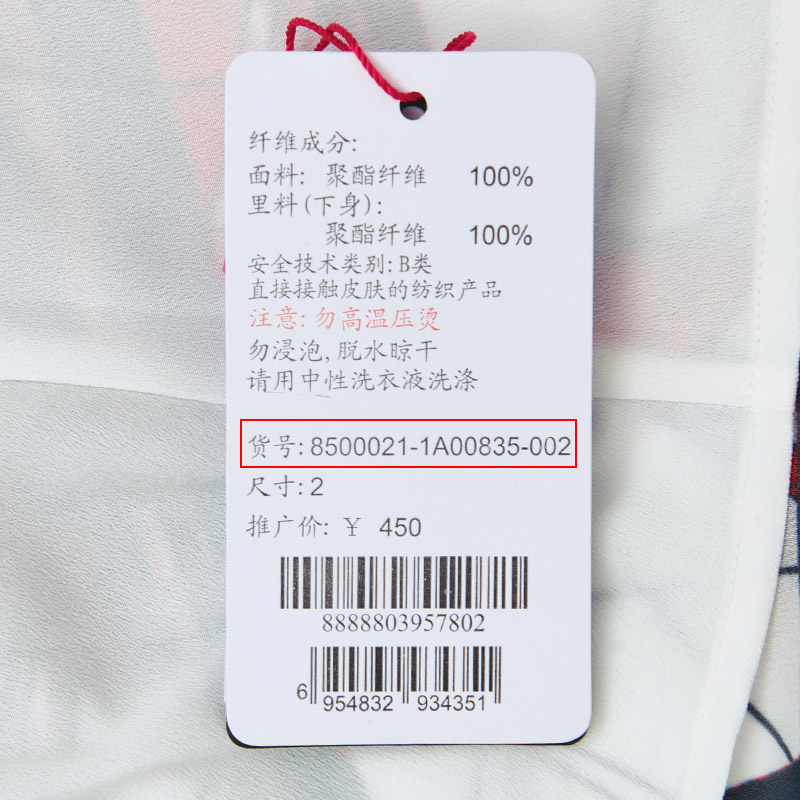 纤维成分:
面料: 聚酯纤维 100%
里料(下身):
聚酯纤维 100%
安全技术类别:B类
直接接触皮肤的纺织产品
注意:勿高温压烫
勿浸泡,脱水晾干
请用中性洗衣液洗涤
货号:8500021-1A00835-002
尺寸:2
推广价:￥ 450
8888803957802
6 954832 934351